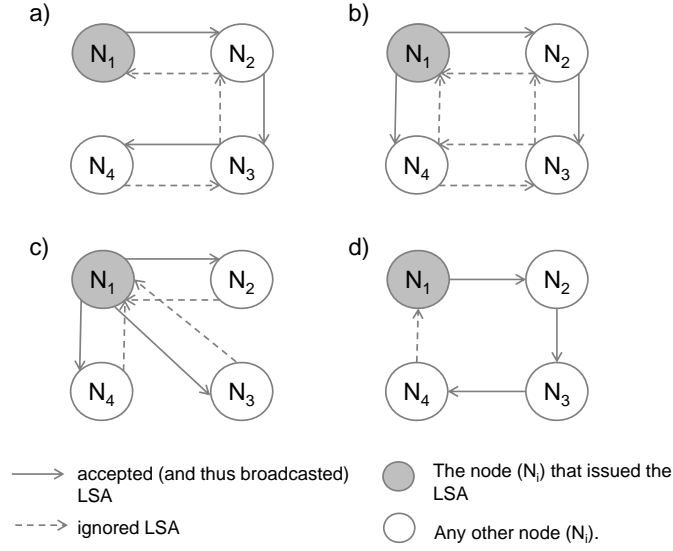 a)
b)
N1
N2
N1
N2
N4
N3
N4
N3
c)
d)
N1
N2
N1
N2
N4
N3
N4
N3
accepted (and thus broadcasted)
LSA
ignored LSA
The node (Ni) that issued the
LSA
Any other node (Ni).